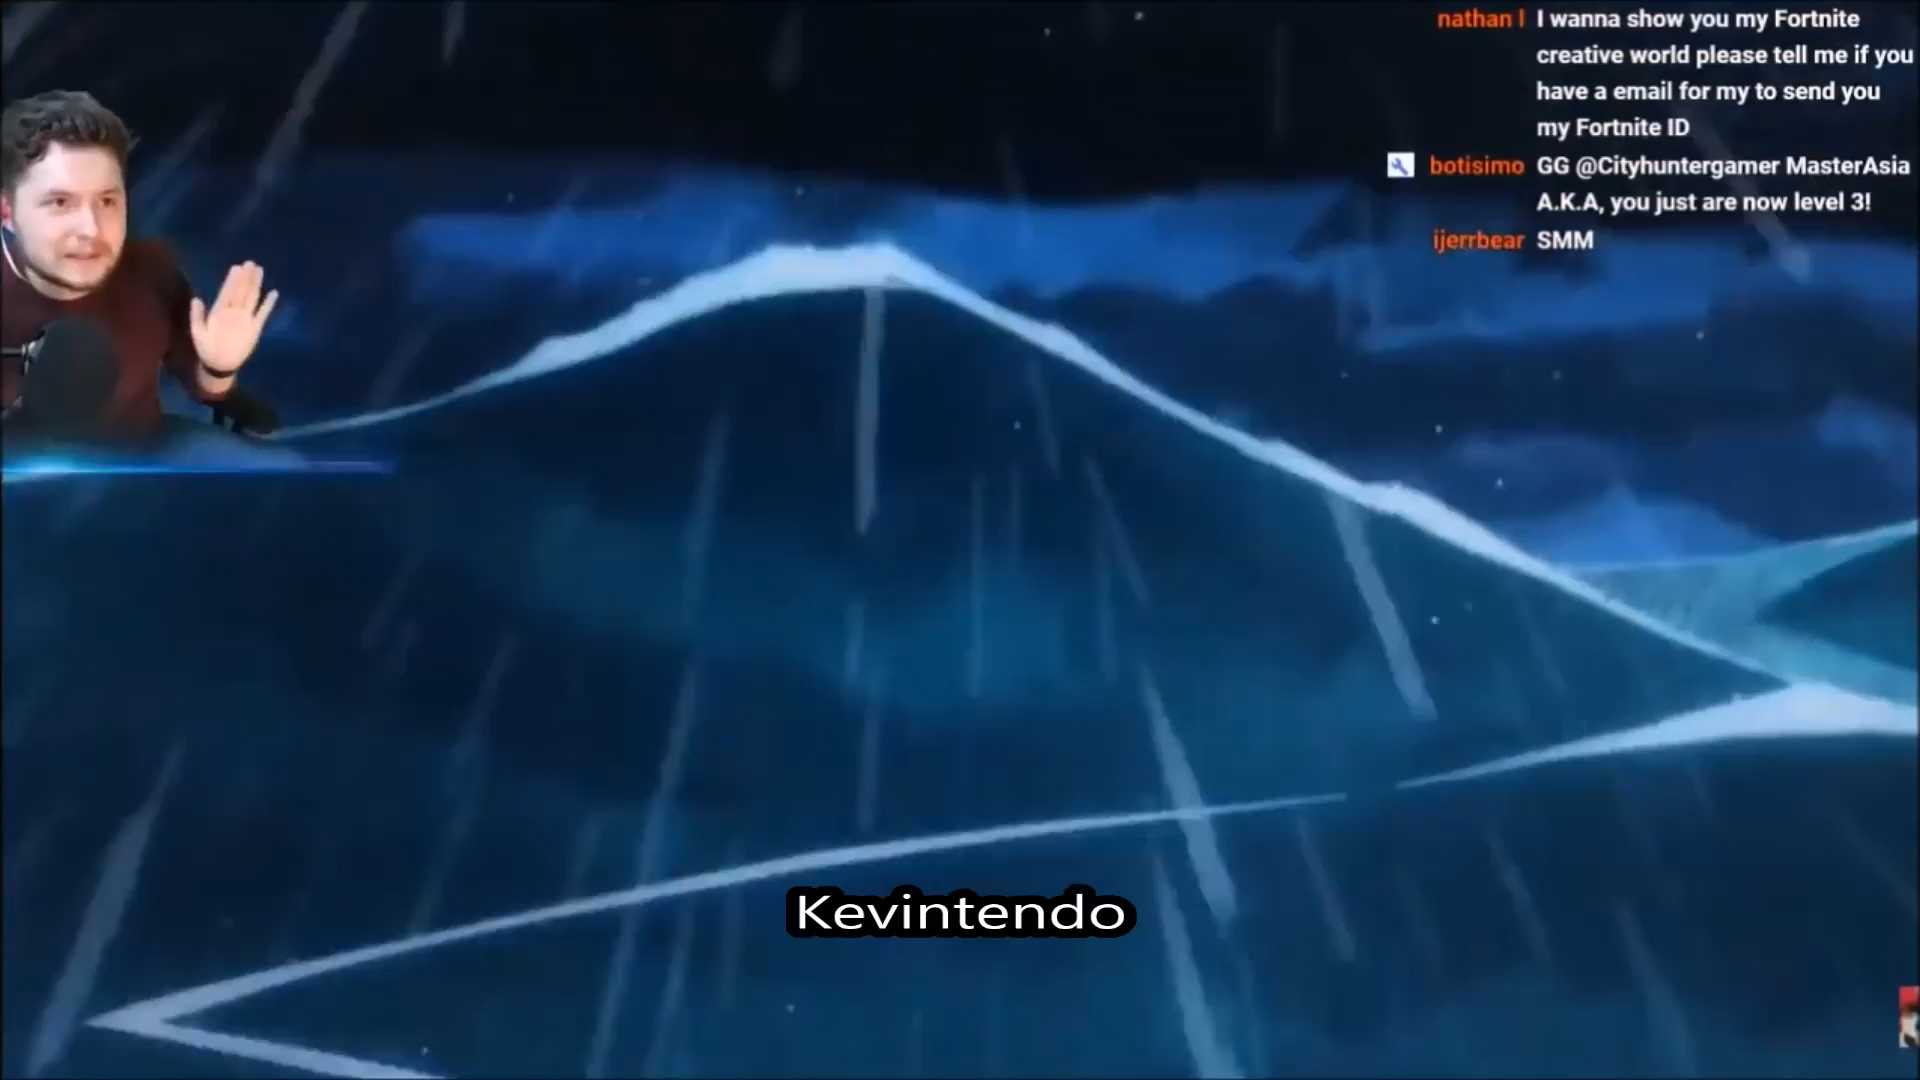 nathan l I wanna show you my Fortnite
creative world please tell me if you
have a email for my to send you
my Fortnite ID
botisimo GG @Cityhuntergamer MasterAsia
A.K.A, you just are now level 3!
ijerrbear SMM
Kevintendo